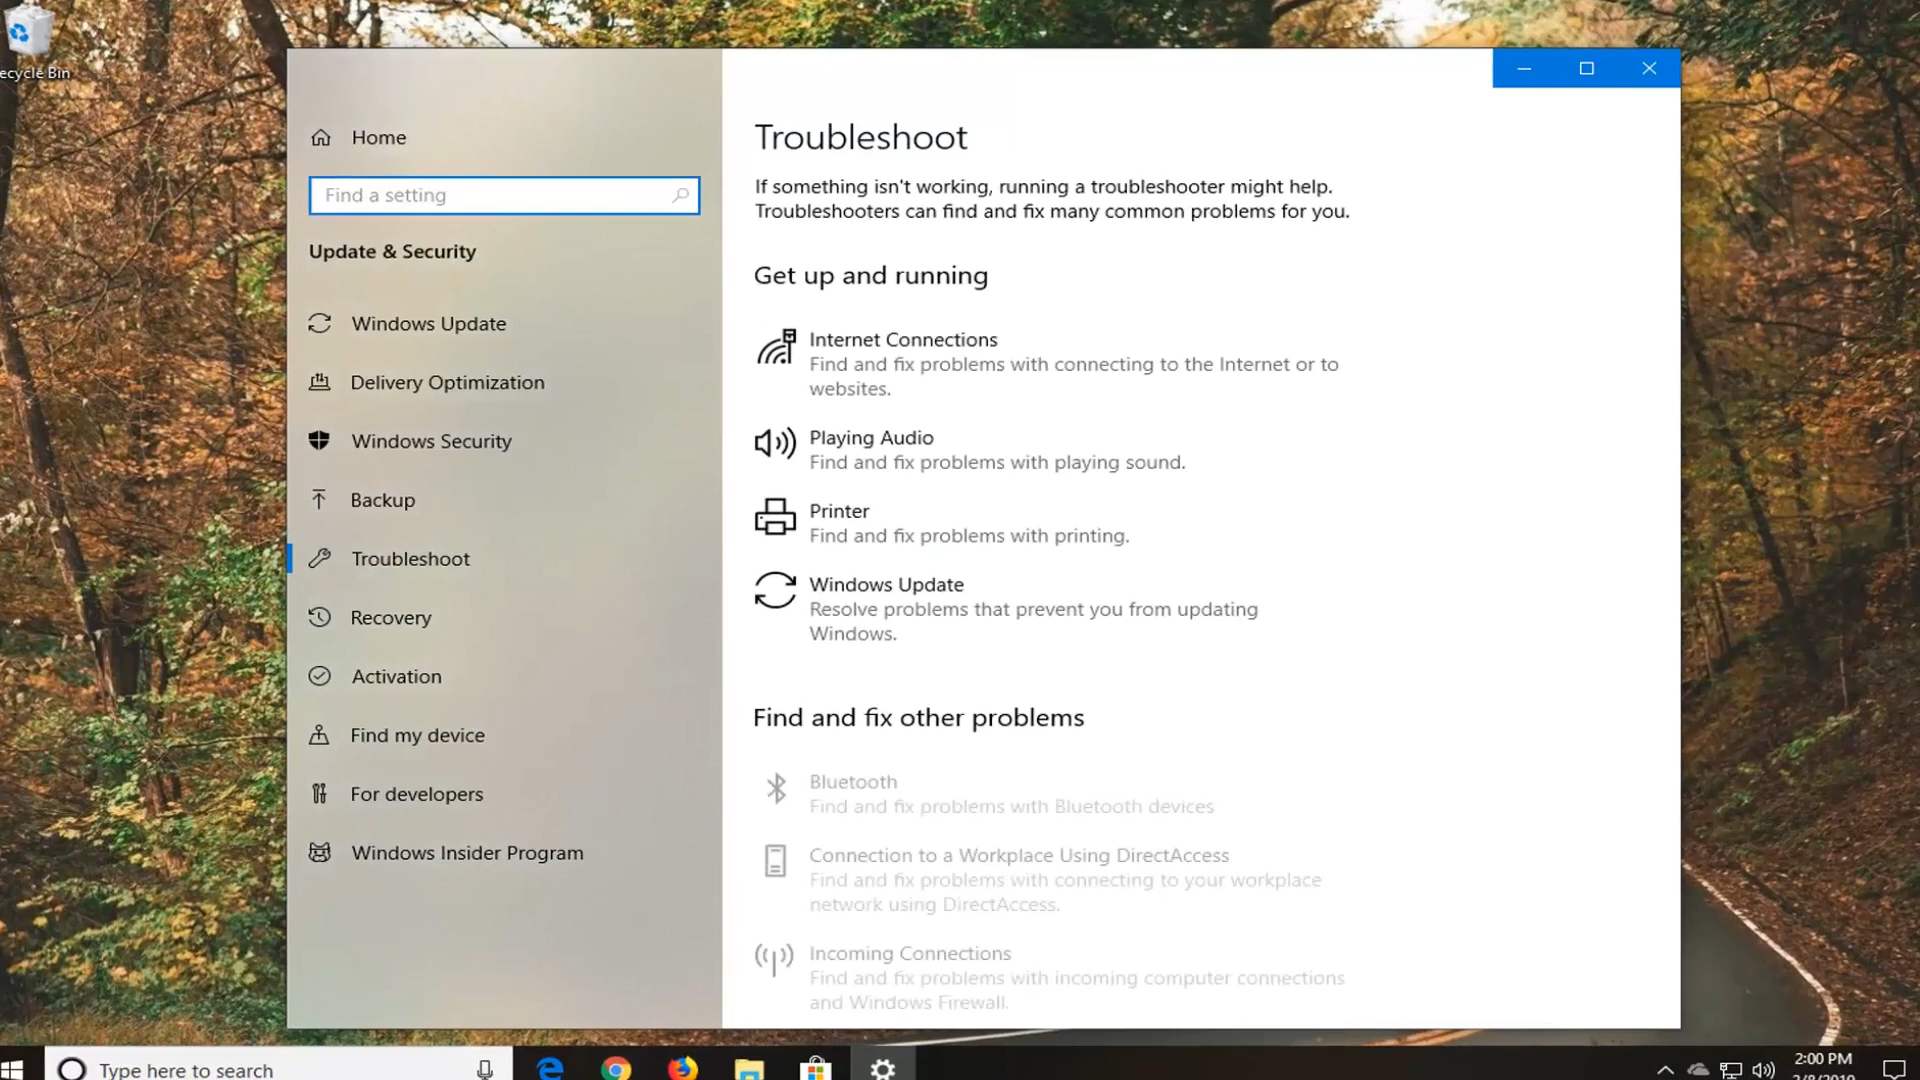 ecycle Bin
Home
Find a setting
Update & Security
Windows Update
Delivery Optimization
Windows Security
Backup
Troubleshoot
Recovery
Activation
Find my device
For developers
Windows Insider Program
Troubleshoot
If something isn't working, running a troubleshooter might help.
Troubleshooters can find and fix many common problems for you.
Get up and running
Internet Connections
Find and fix problems with connecting to the Internet or to
websites.
Playing Audio
Find and fix problems with playing sound.
Printer
Find and fix problems with printing.
Windows Update
Resolve problems that prevent you from updating
Windows.
Find and fix other problems
Bluetooth
Find and fix problems with Bluetooth devices
Connection to a Workplace Using DirectAccess
Find and fix problems with connecting to your workplace
network using DirectAccess.
Incoming Connections
Find and fix problems with incoming computer connections
and Windows Firewall.
Type here to search
2:00 PM